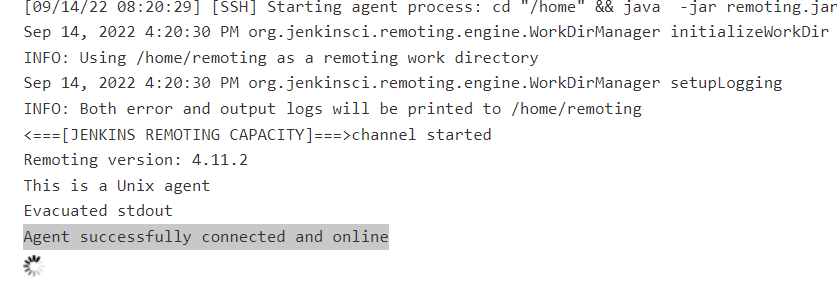 [09/14/22 08:20:29] [SSH] Starting agent process: cd "/home" && java  -jar remoting.jar
Sep 14, 2022 4:20:30 PM org.jenkinsci.remoting.engine.WorkDirManager initializeWorkDir
INFO: Using /home/remoting as a remoting work directory
Sep 14, 2022 4:20:30 PM org.jenkinsci.remoting.engine.WorkDirManager setupLogging
INFO: Both error and output logs will be printed to /home/remoting
<===[JENKINS REMOTING CAPACITY]===>channel started
Remoting version: 4.11.2
This is a Unix agent
Evacuated stdout
Agent successfully connected and online